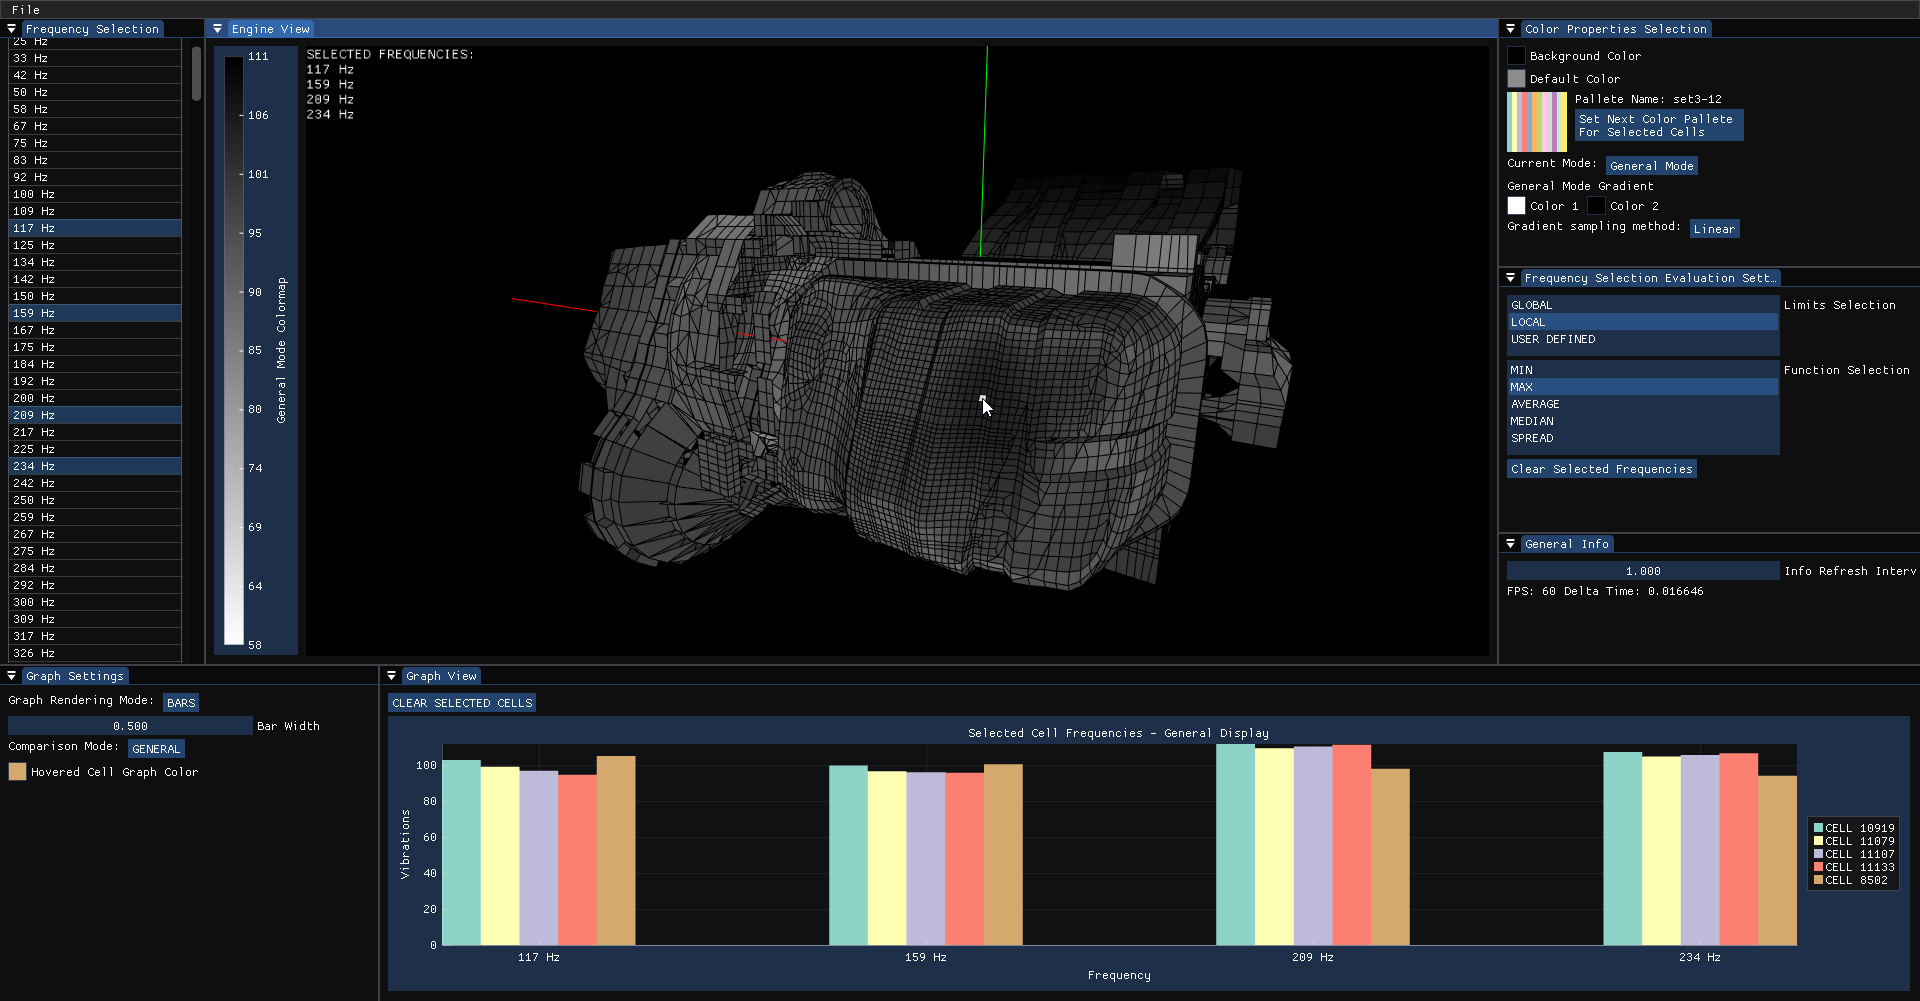 File
Frequency Selection
25 Hz
33 Hz
42 Hz
50 Hz
58 Hz
67 Hz
75 Hz
83 Hz
92 Hz
100 Hz
109 Hz
117 Hz
125 Hz
134 Hz
142 Hz
150 Hz
159 Hz
167 Hz
175 Hz
184 Hz
192 Hz
200 Hz
209 Hz
217 Hz
225 Hz
234 Hz
242 Hz
250 Hz
259 Hz
267 Hz
275 Hz
284 Hz
292 Hz
300 Hz
309 Hz
317 Hz
326 Hz
Engine View
111
106
101
95
90
85
80
74
69
64
58
General Mode Colormap
SELECTED FREQUENCIES:
117 Hz
159 Hz
209 Hz
234 Hz
Color Properties Selection
Background Color
Default Color
Pallete Name: set3-12
Set Next Color Pallete
For Selected Cells
Current Mode: General Mode
General Mode Gradient
Color 1 Color 2
Gradient sampling method: Linear
Frequency Selection Evaluation Sett…
GLOBAL
LOCAL
USER DEFINED
Limits Selection
MIN
MAX
AVERAGE
MEDIAN
SPREAD
Function Selection
Clear Selected Frequencies
General Info
1.000 Info Refresh Interv
FPS: 60 Delta Time: 0.016646
Graph Settings
Graph Rendering Mode: BARS
0.500 Bar Width
Comparison Mode: GENERAL
Hovered Cell Graph Color
Graph View
CLEAR SELECTED CELLS
Selected Cell Frequencies - General Display
100
80
60
40
20
0
Vibrations
117 Hz
159 Hz
209 Hz
234 Hz
Frequency
CELL 10919
CELL 11079
CELL 11107
CELL 11133
CELL 8502